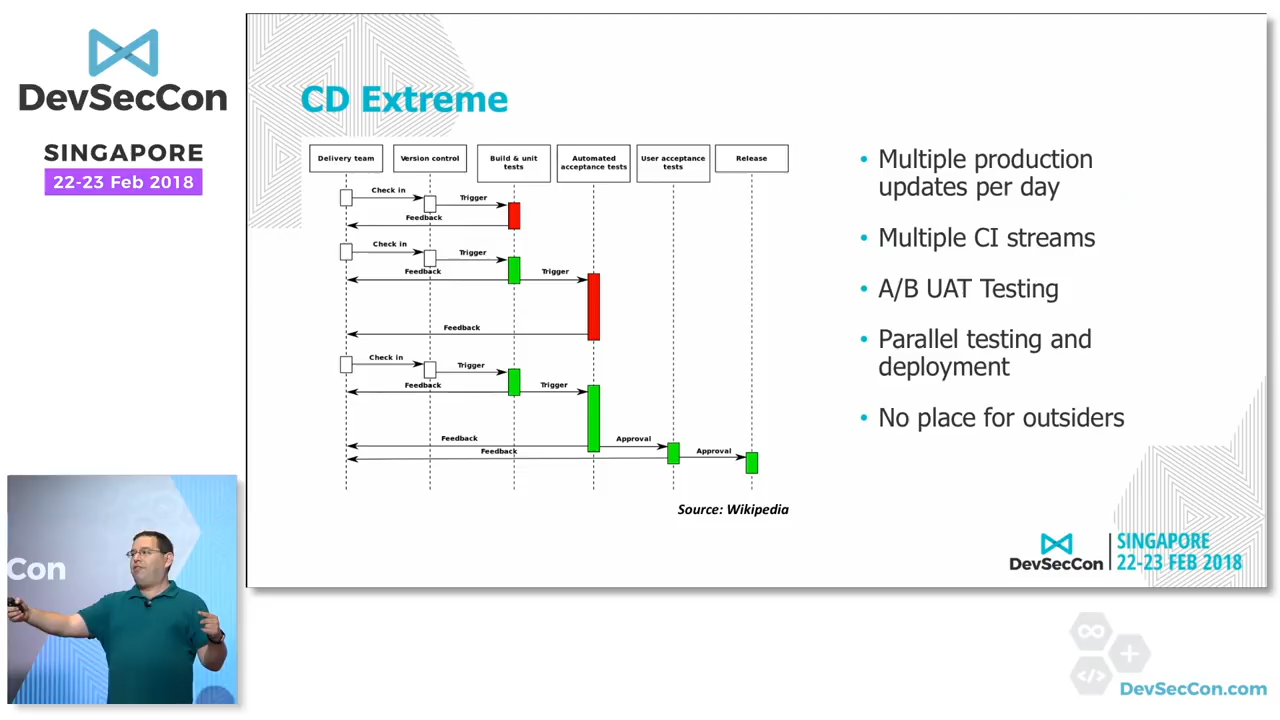 DevSecCon
SINGAPORE
22-23 Feb 2018
CD Extreme
Delivery team
Version control
Build & unit
tests
Automated
acceptance tests
User acceptance
tests
Release
Check in
Trigger
Feedback
Check in
Trigger
Feedback
Trigger
Feedback
Check in
Trigger
Feedback
Trigger
Feedback
Approval
Feedback
Approval
Source: Wikipedia
• Multiple production
updates per day
• Multiple CI streams
• A/B UAT Testing
• Parallel testing and
deployment
• No place for outsiders
DevSecCon
SINGAPORE
22-23 FEB 2018
Con
DevSecCon.com